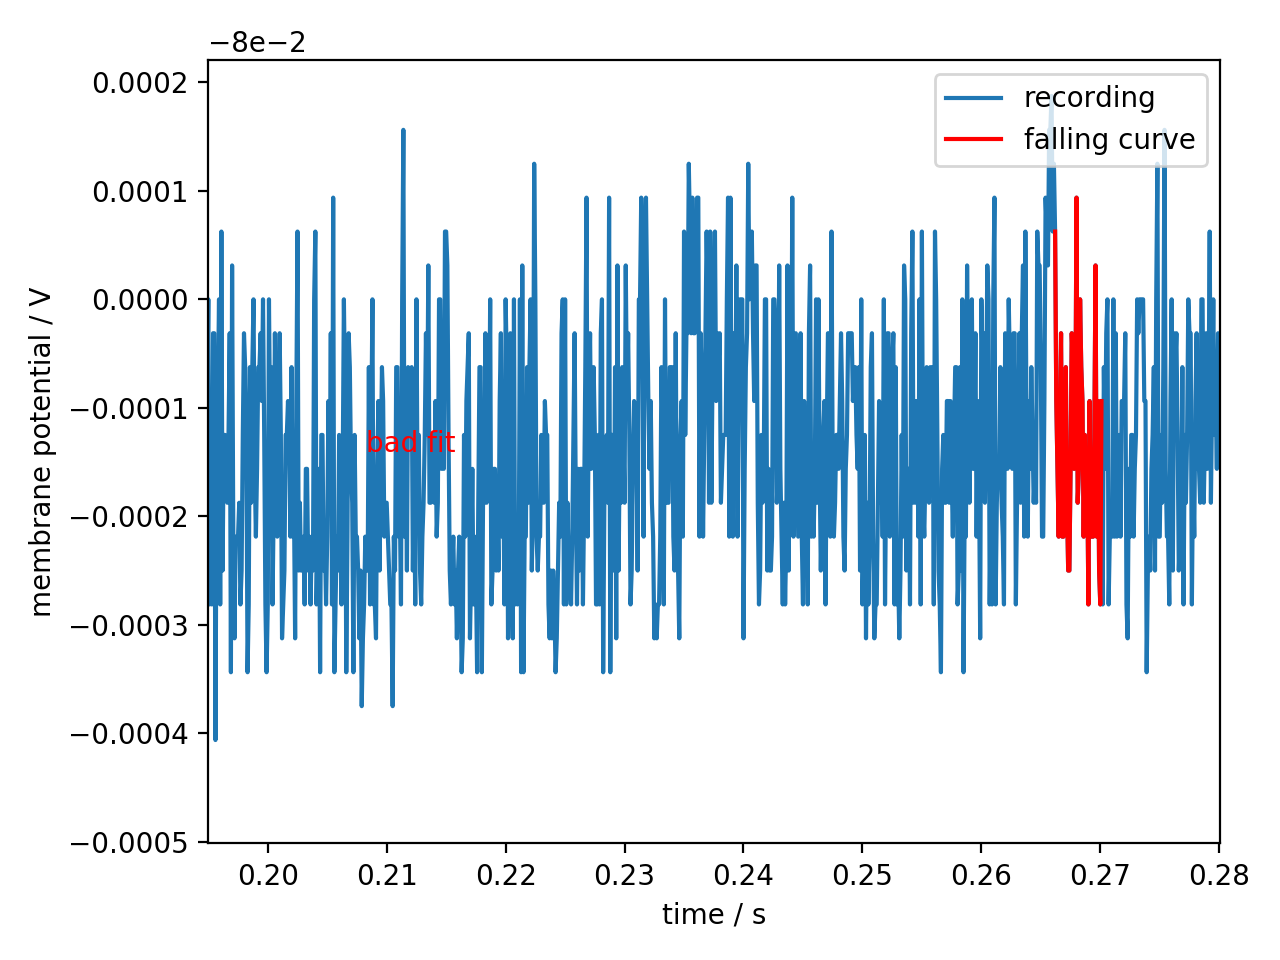 −8e−2
0.0002
0.0001
0.0000
−0.0001
−0.0002
−0.0003
−0.0004
−0.0005
membrane potential / V
recording
falling curve
bad fit
0.20 0.21 0.22 0.23 0.24 0.25 0.26 0.27 0.28
time / s